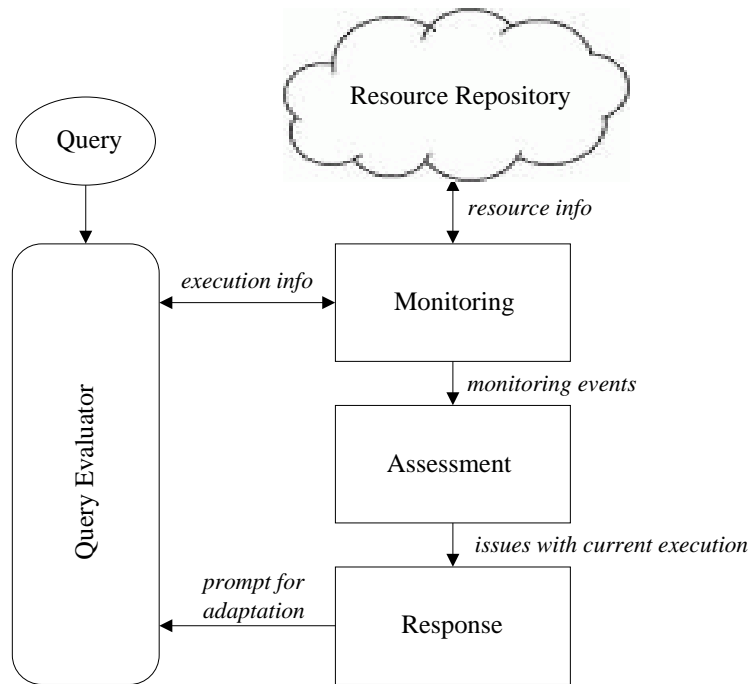 Resource Repository
Query
resource info
execution info
Monitoring
monitoring events
Query Evaluator
Assessment
issues with current execution
prompt for
adaptation
Response